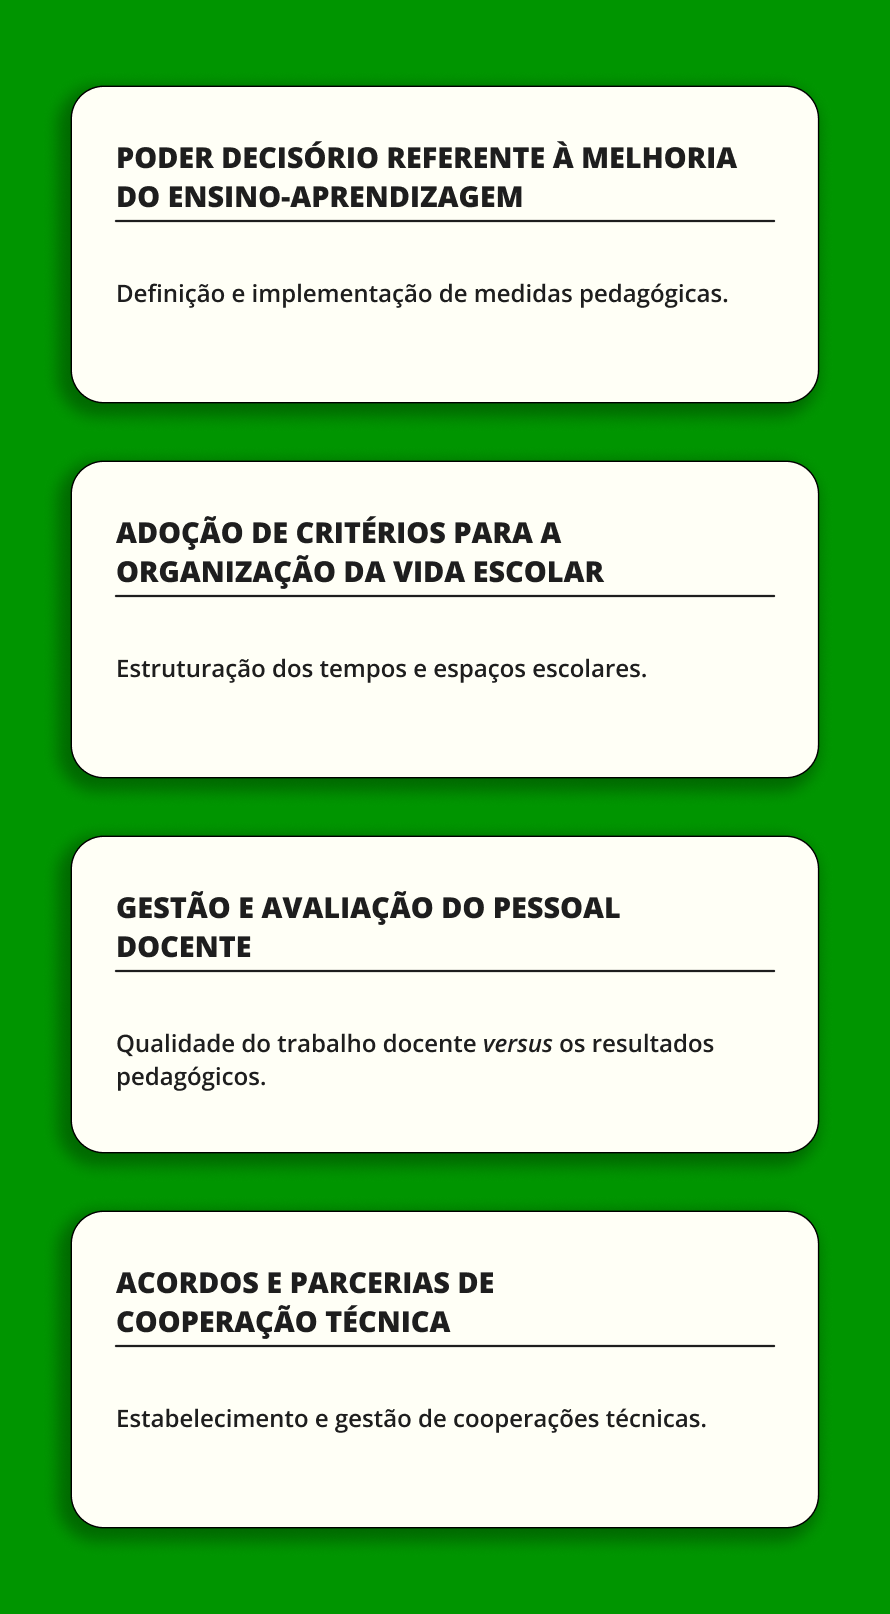 PODER DECISÓRIO REFERENTE À MELHORIA
DO ENSINO-APRENDIZAGEM
Definição e implementação de medidas pedagógicas.
ADOÇÃO DE CRITÉRIOS PARA A
ORGANIZAÇÃO DA VIDA ESCOLAR
Estruturação dos tempos e espaços escolares.
GESTÃO E AVALIAÇÃO DO PESSOAL
DOCENTE
Qualidade do trabalho docente versus os resultados
pedagógicos.
ACORDOS E PARCERIAS DE
COOPERAÇÃO TÉCNICA
Estabelecimento e gestão de cooperações técnicas.